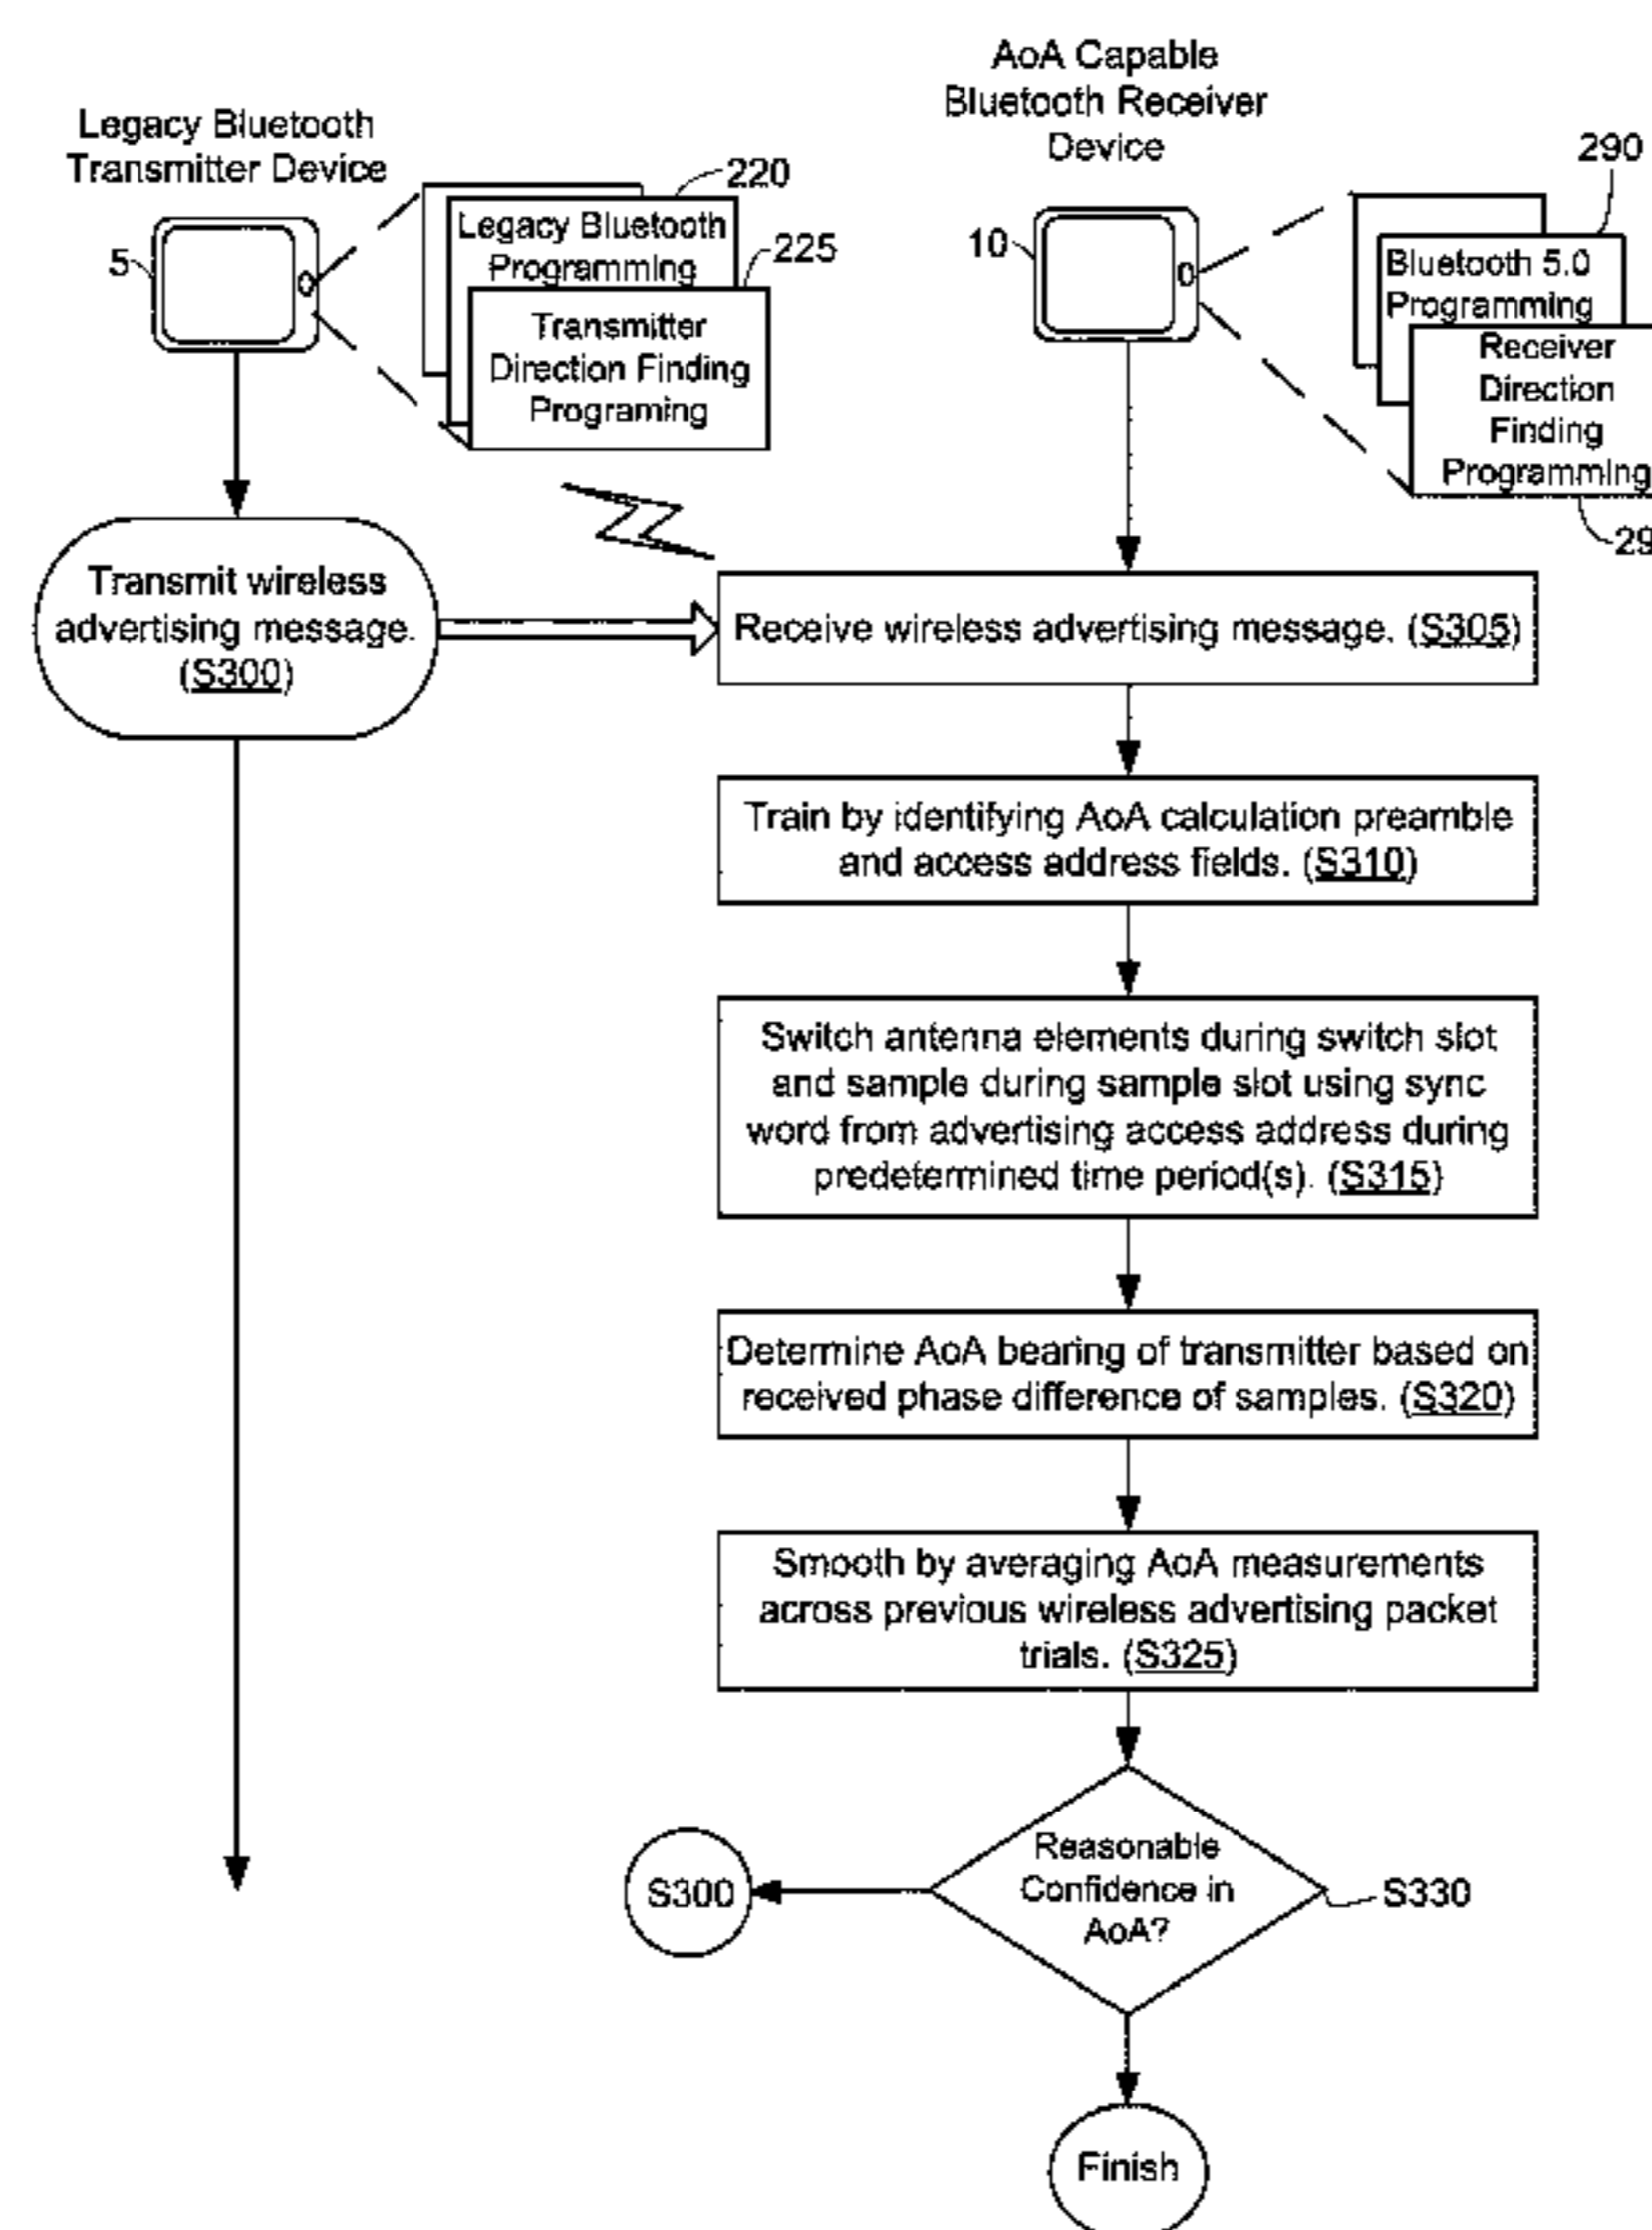 Legacy Bluetooth
Transmitter Device
5
220
Legacy Bluetooth
Programming
225
Transmitter
Direction Finding
Programing
AoA Capable
Bluetooth Receiver
Device
10
290
Bluetooth 5.0
Programming
Receiver
Direction
Finding
Programming
Transmit wireless
advertising message.
(S300)
Receive wireless advertising message. (S305)
Train by identifying AoA calculation preamble
and access address fields. (S310)
Switch antenna elements during switch slot
and sample during sample slot using sync
word from advertising access address during
predetermined time period(s). (S315)
Determine AoA bearing of transmitter based on
received phase difference of samples. (S320)
Smooth by averaging AoA measurements
across previous wireless advertising packet
trials. (S325)
Reasonable
Confidence in
AoA?
S330
S300
Finish